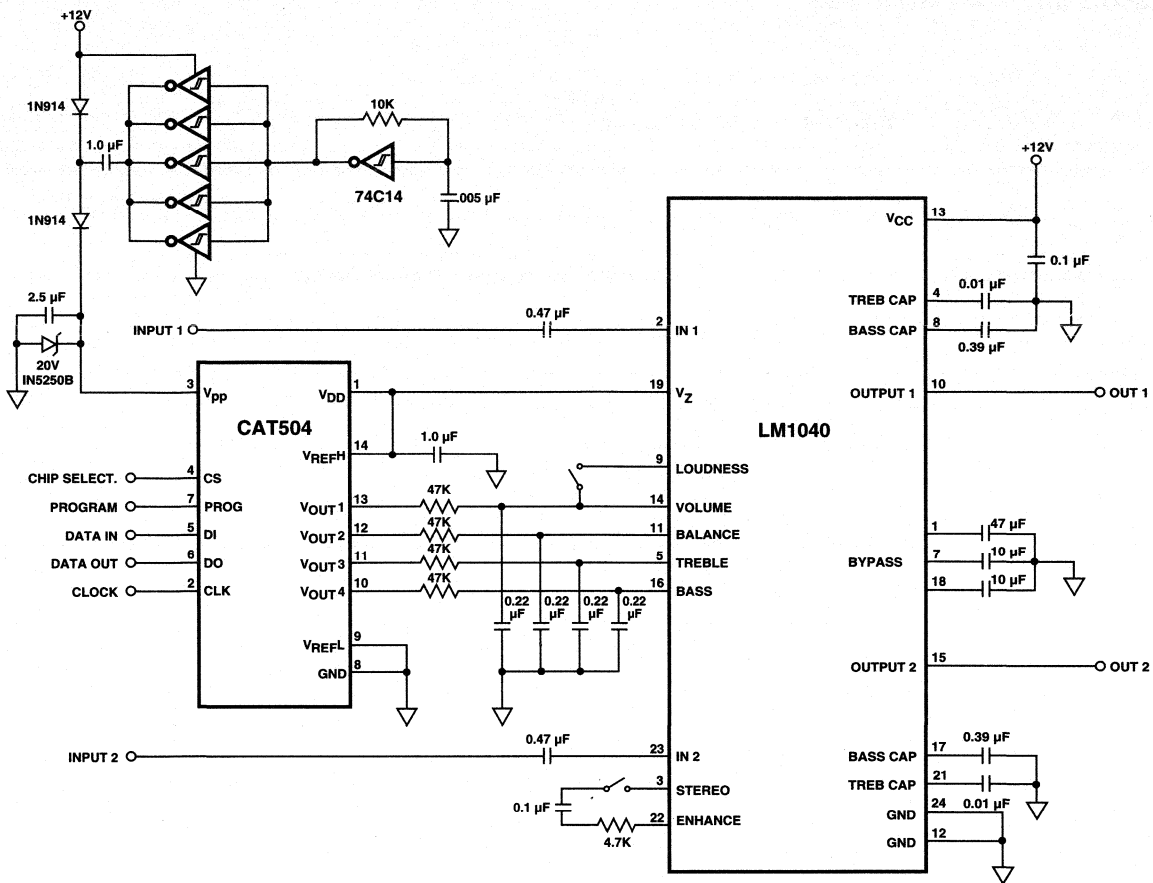 +12V
1N914
1.0 µF
10K
74C14
.005 µF
1N914
2.5 µF
20V
IN5250B
INPUT 1
0.47 µF
2
IN 1
+12V
VCC
13
0.1 µF
0.01 µF
TREB CAP
4
BASS CAP
8
0.39 µF
3
Vpp
VDD
1
19
VZ
OUTPUT 1
10
OUT 1
CAT504
LM1040
VREFH
14
1.0 µF
9
LOUDNESS
CHIP SELECT.
4
CS
PROGRAM
7
PROG
VOUT1
13
47K
14
VOLUME
DATA IN
5
DI
VOUT2
12
47K
11
BALANCE
DATA OUT
6
DO
VOUT3
11
47K
5
TREBLE
CLOCK
2
CLK
VOUT4
10
47K
16
BASS
1
47 µF
BYPASS
7
10 µF
18
10 µF
0.22 µF
0.22 µF
0.22 µF
0.22 µF
VREFL
9
GND
8
OUTPUT 2
15
OUT 2
INPUT 2
0.47 µF
23
IN 2
BASS CAP
17
0.39 µF
3
STEREO
TREB CAP
21
0.01 µF
0.1 µF
4.7K
22
ENHANCE
GND
24
GND
12